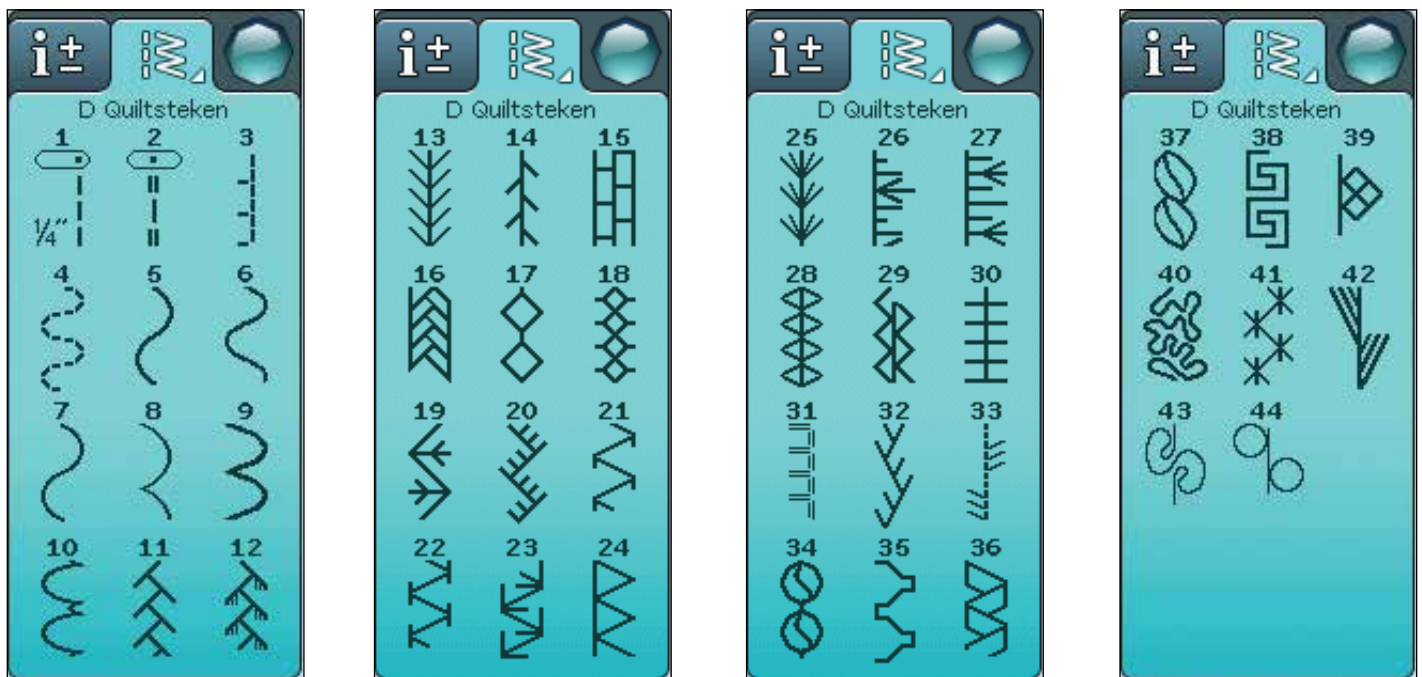 i±
D Quiltsteken
1 2 3
¼"
4 5 6
7 8 9
10 11 12
i±
D Quiltsteken
13 14 15
16 17 18
19 20 21
22 23 24
i±
D Quiltsteken
25 26 27
28 29 30
31 32 33
34 35 36
i±
D Quiltsteken
37 38 39
40 41 42
43 44